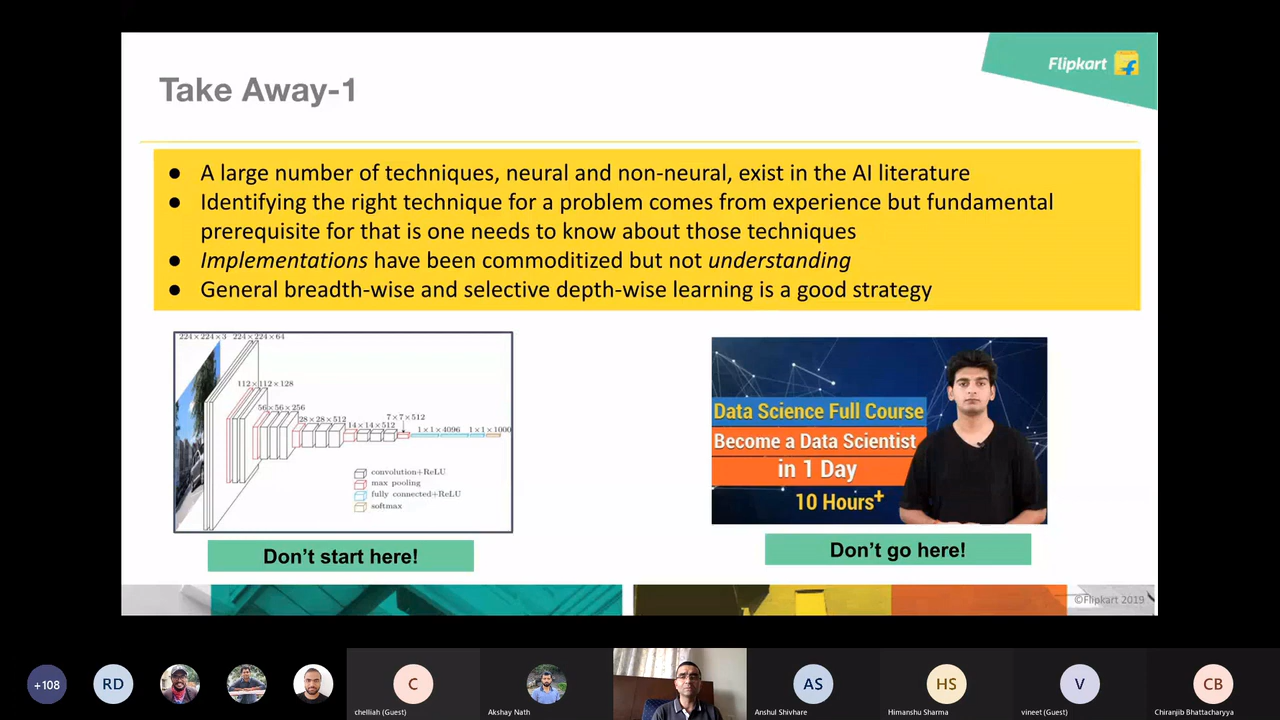 Flipkart
Take Away-1
● A large number of techniques, neural and non-neural, exist in the AI literature
● Identifying the right technique for a problem comes from experience but fundamental
prerequisite for that is one needs to know about those techniques
● Implementations have been commoditized but not understanding
● General breadth-wise and selective depth-wise learning is a good strategy
224×224×3 224×224×64
112×112×128
56×56×256
28×28×512
14×14×512
7×7×512
1×1×4096
1×1×1000
convolution+ReLU
max pooling
fully connected+ReLU
softmax
Don't start here!
Data Science Full Course
Become a Data Scientist
in 1 Day
10 Hours+
Don't go here!
©Flipkart 2019
+108
RD
C
chelliah (Guest)
Akshay Nath
AS
Anshul Shivhare
HS
Himanshu Sharma
V
vineet (Guest)
CB
Chiranjib Bhattacharyya